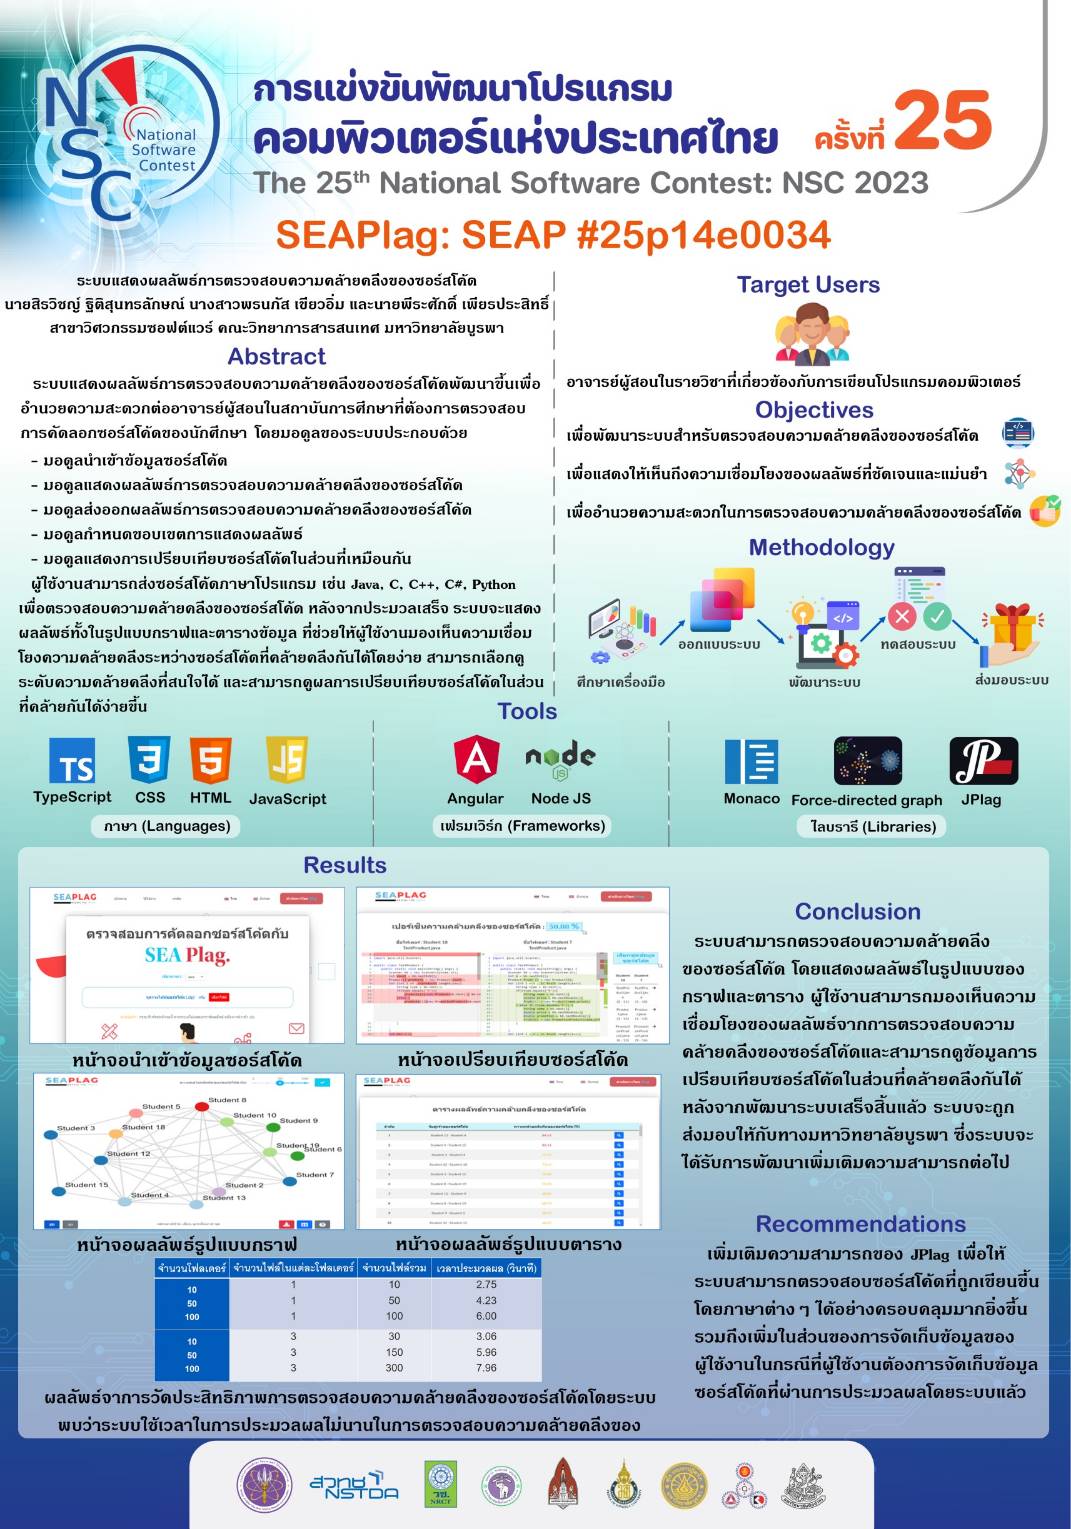 NSC
National
Software
Contest
การแข่งขันพัฒนาโปรแกรม
คอมพิวเตอร์แห่งประเทศไทย ครั้งที่ 25
The 25th National Software Contest: NSC 2023
SEAPlag: SEAP #25p14e0034
ระบบแสดงผลลัพธ์การตรวจสอบความคล้ายคลึงของซอร์สโค้ด
นายสิรวิชญ์ ฐิติสุนทรลักษณ์ นางสาวพรนภัส เขียวอิ่ม และนายพีระศักดิ์ เพียรประสิทธิ์
สาขาวิศวกรรมซอฟต์แวร์ คณะวิทยาการสารสนเทศ มหาวิทยาลัยบูรพา
Abstract
ระบบแสดงผลลัพธ์การตรวจสอบความคล้ายคลึงของซอร์สโค้ดพัฒนาขึ้นเพื่อ
อำนวยความสะดวกต่ออาจารย์ผู้สอนในสถาบันการศึกษาที่ต้องการตรวจสอบ
การคัดลอกซอร์สโค้ดของนักศึกษา โดยมอดูลของระบบประกอบด้วย
- มอดูลนำเข้าข้อมูลซอร์สโค้ด
- มอดูลแสดงผลลัพธ์การตรวจสอบความคล้ายคลึงของซอร์สโค้ด
- มอดูลส่งออกผลลัพธ์การตรวจสอบความคล้ายคลึงของซอร์สโค้ด
- มอดูลกำหนดขอบเขตการแสดงผลลัพธ์
- มอดูลแสดงการเปรียบเทียบซอร์สโค้ดในส่วนที่เหมือนกัน
ผู้ใช้งานสามารถส่งซอร์สโค้ดภาษาโปรแกรม เช่น Java, C, C++, C#, Python
เพื่อตรวจสอบความคล้ายคลึงของซอร์สโค้ด หลังจากประมวลเสร็จ ระบบจะแสดง
ผลลัพธ์ทั้งในรูปแบบกราฟและตารางข้อมูล ที่ช่วยให้ผู้ใช้งานมองเห็นความเชื่อม
โยงความคล้ายคลึงระหว่างซอร์สโค้ดที่คล้ายคลึงกันได้โดยง่าย สามารถเลือกดู
ระดับความคล้ายคลึงที่สนใจได้ และสามารถดูผลการเปรียบเทียบซอร์สโค้ดในส่วน
ที่คล้ายกันได้ง่ายขึ้น
Target Users
อาจารย์ผู้สอนในรายวิชาที่เกี่ยวข้องกับการเขียนโปรแกรมคอมพิวเตอร์
Objectives
เพื่อพัฒนาระบบสำหรับตรวจสอบความคล้ายคลึงของซอร์สโค้ด
เพื่อแสดงให้เห็นถึงความเชื่อมโยงของผลลัพธ์ที่ชัดเจนและแม่นยำ
เพื่ออำนวยความสะดวกในการตรวจสอบความคล้ายคลึงของซอร์สโค้ด
Methodology
ศึกษาเครื่องมือ
ออกแบบระบบ
พัฒนาระบบ
ทดสอบระบบ
ส่งมอบระบบ
Tools
TS
TypeScript CSS HTML JavaScript
ภาษา (Languages)
Angular Node JS
เฟรมเวิร์ก (Frameworks)
Monaco Force-directed graph JPlag
ไลบรารี (Libraries)
Results
SEAPLAG
ตรวจสอบการคัดลอกซอร์สโค้ดกับ
SEA Plag.
หน้าจอนำเข้าข้อมูลซอร์สโค้ด
SEAPLAG
เปอร์เซ็นความคล้ายคลึงของซอร์สโค้ด : 50.00 %
หน้าจอเปรียบเทียบซอร์สโค้ด
SEAPLAG
Student 8
Student 5
Student 10
Student 9
Student 3
Student 18
Student 19
Student 6
Student 12
Student 7
Student 15
Student 2
Student 4
Student 13
หน้าจอผลลัพธ์รูปแบบกราฟ
SEAPLAG
ตารางผลลัพธ์ความคล้ายคลึงของซอร์สโค้ด
หน้าจอผลลัพธ์รูปแบบตาราง
จำนวนโฟลเดอร์ จำนวนไฟล์ในแต่ละโฟลเดอร์ จำนวนไฟล์รวม เวลาประมวลผล (วินาที)
10 1 10 2.75
50 1 50 4.23
100 1 100 6.00
10 3 30 3.06
50 3 150 5.96
100 3 300 7.96
ผลลัพธ์จาการวัดประสิทธิภาพการตรวจสอบความคล้ายคลึงของซอร์สโค้ดโดยระบบ
พบว่าระบบใช้เวลาในการประมวลผลไม่นานในการตรวจสอบความคล้ายคลึงของ
Conclusion
ระบบสามารถตรวจสอบความคล้ายคลึง
ของซอร์สโค้ด โดยแสดงผลลัพธ์ในรูปแบบของ
กราฟและตาราง ผู้ใช้งานสามารถมองเห็นความ
เชื่อมโยงของผลลัพธ์จากการตรวจสอบความ
คล้ายคลึงของซอร์สโค้ดและสามารถดูข้อมูลการ
เปรียบเทียบซอร์สโค้ดในส่วนที่คล้ายคลึงกันได้
หลังจากพัฒนาระบบเสร็จสิ้นแล้ว ระบบจะถูก
ส่งมอบให้กับทางมหาวิทยาลัยบูรพา ซึ่งระบบจะ
ได้รับการพัฒนาเพิ่มเติมความสามารถต่อไป
Recommendations
เพิ่มเติมความสามารถของ JPlag เพื่อให้
ระบบสามารถตรวจสอบซอร์สโค้ดที่ถูกเขียนขึ้น
โดยภาษาต่าง ๆ ได้อย่างครอบคลุมมากยิ่งขึ้น
รวมถึงเพิ่มในส่วนของการจัดเก็บข้อมูลของ
ผู้ใช้งานในกรณีที่ผู้ใช้งานต้องการจัดเก็บข้อมูล
ซอร์สโค้ดที่ผ่านการประมวลผลโดยระบบแล้ว
สวทช
NSTDA
วช.
NRCT